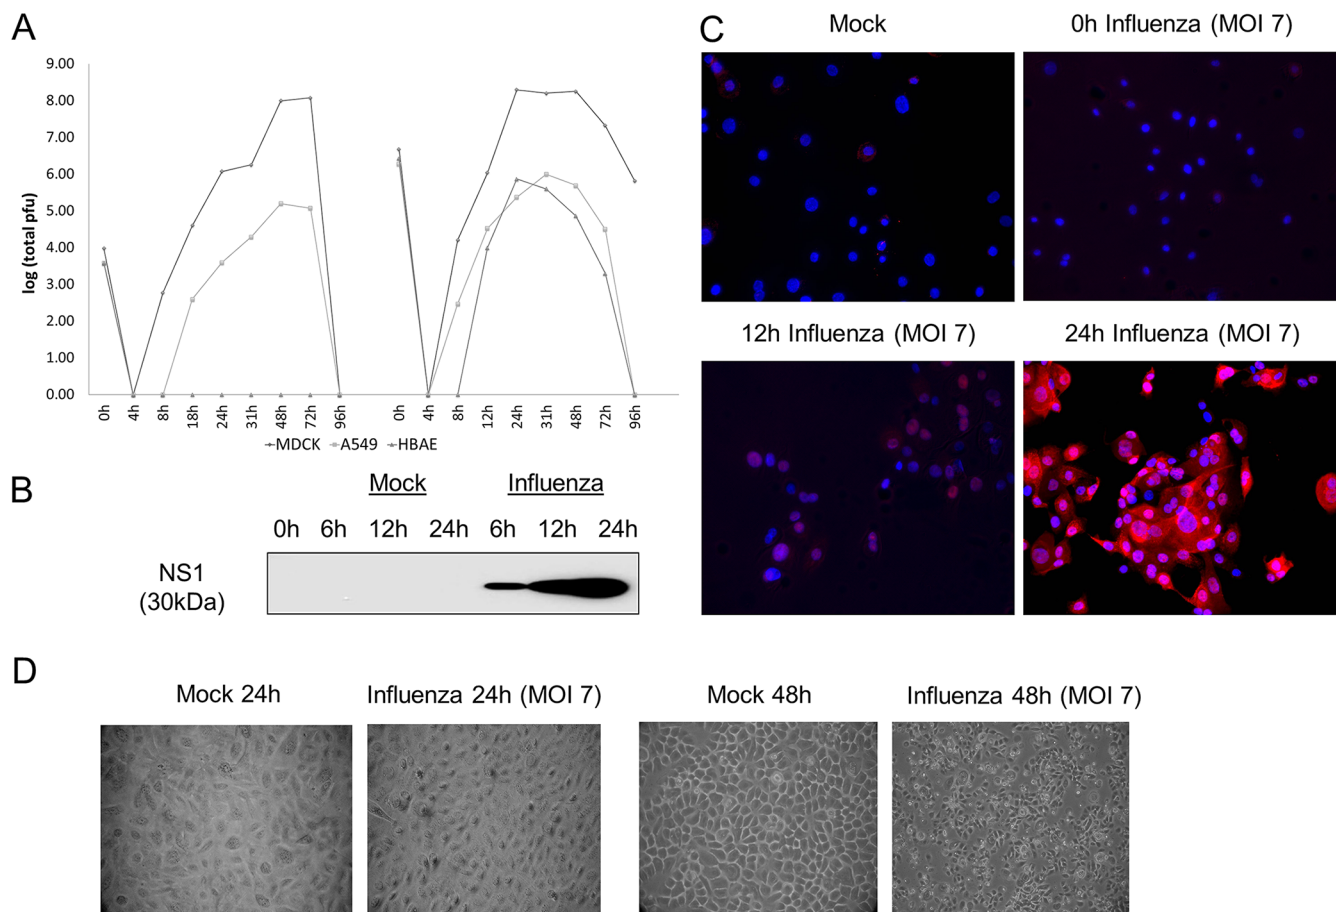 A
9.00
8.00
7.00
6.00
5.00
4.00
3.00
2.00
1.00
0.00
log (total pfu)
0h 4h 8h 18h 24h 31h 48h 72h 96h 0h 4h 8h 12h 24h 31h 48h 72h 96h
MDCK A549 HBAE
B
Mock Influenza
0h 6h 12h 24h 6h 12h 24h
NS1
(30kDa)
C
Mock 0h Influenza (MOI 7)
12h Influenza (MOI 7) 24h Influenza (MOI 7)
D
Mock 24h Influenza 24h (MOI 7) Mock 48h Influenza 48h (MOI 7)